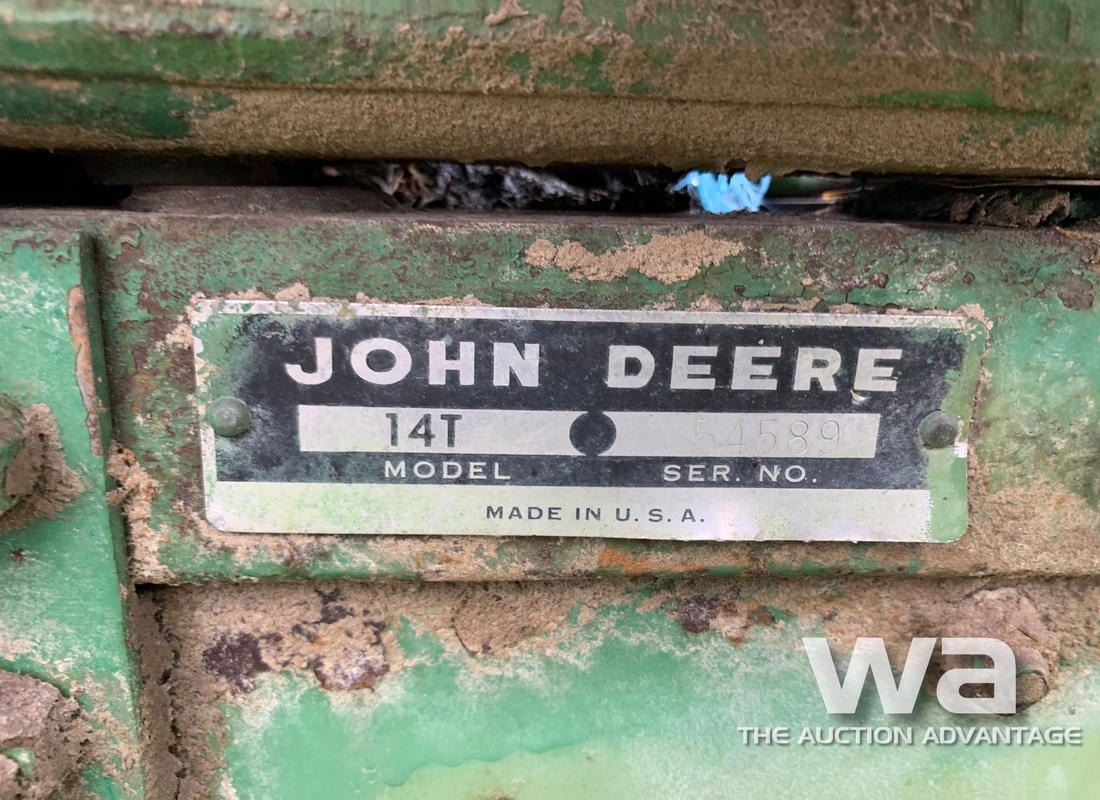 JOHN DEERE
14T 54589
MODEL SER. NO.
MADE IN U.S.A.
wa
THE AUCTION ADVANTAGE